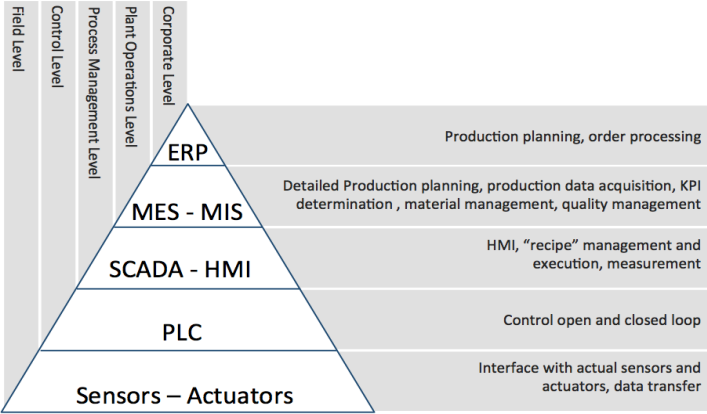 Field Level
Control Level
Process Management Level
Plant Operations Level
Corporate Level
ERP
Production planning, order processing
MES - MIS
Detailed Production planning, production data acquisition, KPI
determination , material management, quality management
SCADA - HMI
HMI, “recipe” management and
execution, measurement
PLC
Control open and closed loop
Sensors – Actuators
Interface with actual sensors and
actuators, data transfer